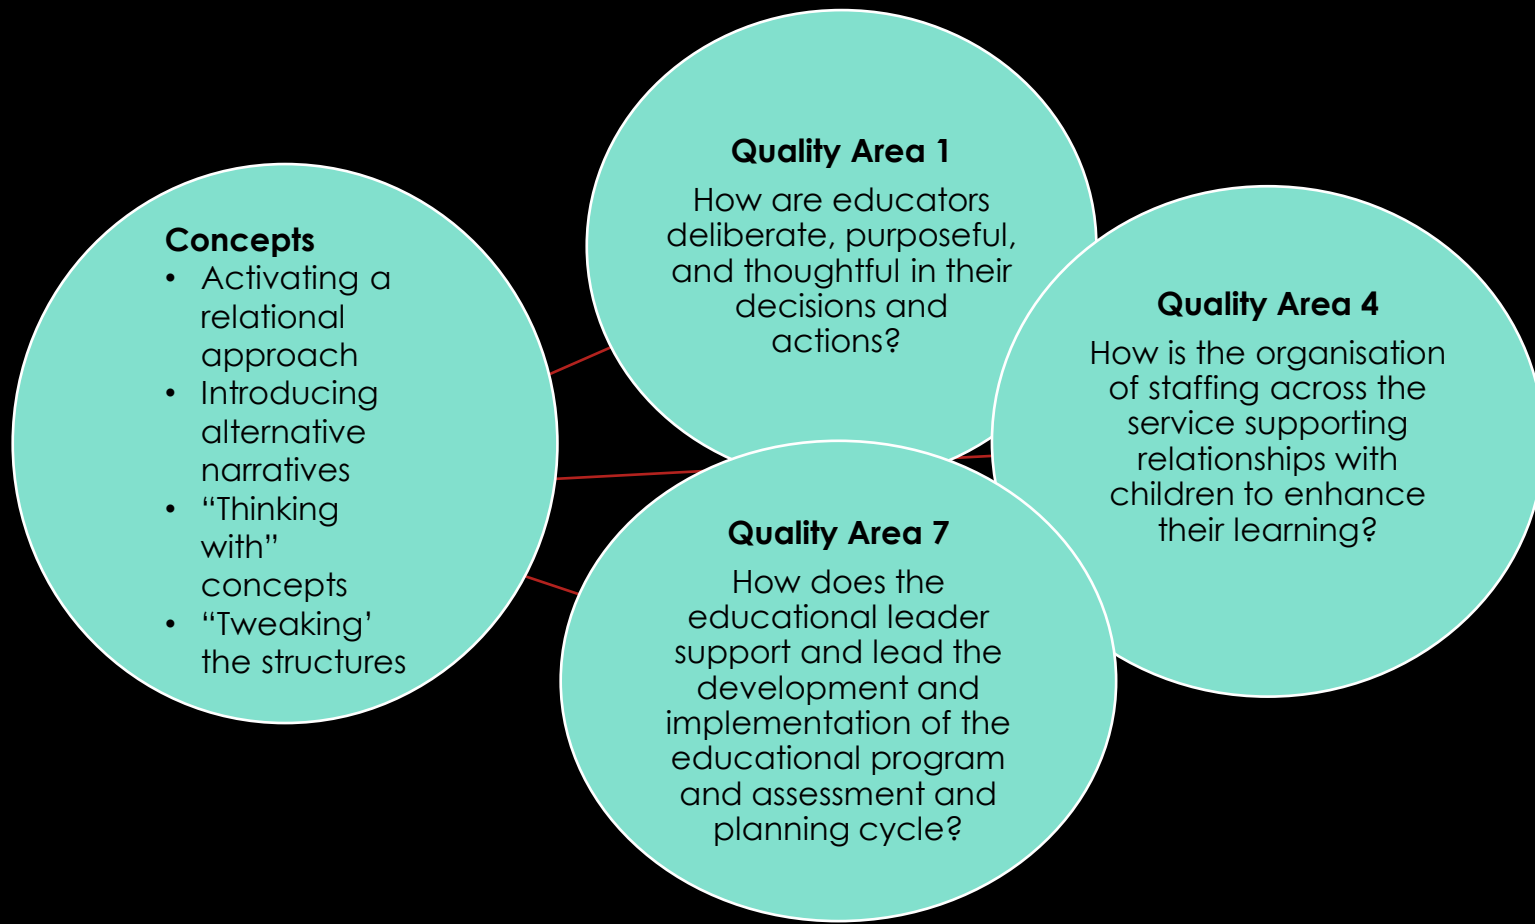 Concepts
• Activating a
relational
approach
• Introducing
alternative
narratives
• “Thinking
with”
concepts
• “Tweaking’
the structures
Quality Area 1
How are educators
deliberate, purposeful,
and thoughtful in their
decisions and
actions?
Quality Area 4
How is the organisation
of staffing across the
service supporting
relationships with
children to enhance
their learning?
Quality Area 7
How does the
educational leader
support and lead the
development and
implementation of the
educational program
and assessment and
planning cycle?